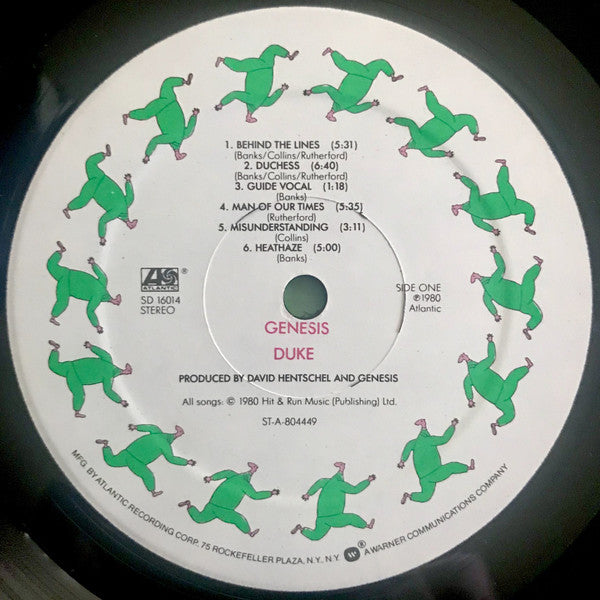 1. BEHIND THE LINES (5:31)
(Banks/Collins/Rutherford)
2. DUCHESS (6:40)
(Banks/Collins/Rutherford)
3. GUIDE VOCAL (1:18)
(Banks)
4. MAN OF OUR TIMES (5:35)
(Rutherford)
5. MISUNDERSTANDING (3:11)
(Collins)
6. HEATHAZE (5:00)
(Banks)
ATLANTIC ®
SD 16014
STEREO
SIDE ONE
℗1980
Atlantic
GENESIS
DUKE
PRODUCED BY DAVID HENTSCHEL AND GENESIS
All songs: © 1980 Hit & Run Music (Publishing) Ltd.
ST-A-804449
MFG. BY ATLANTIC RECORDING CORP. 75 ROCKEFELLER PLAZA, N.Y., N.Y. W ® A WARNER COMMUNICATIONS COMPANY